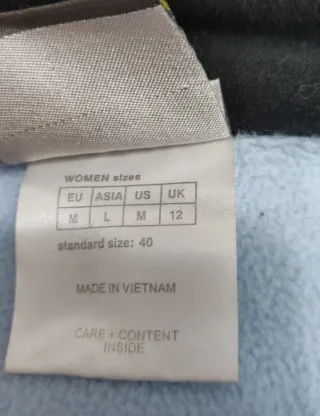 WOMEN sizes
EU ASIA US UK
M L M 12
standard size: 40
MADE IN VIETNAM
CARE + CONTENT
INSIDE